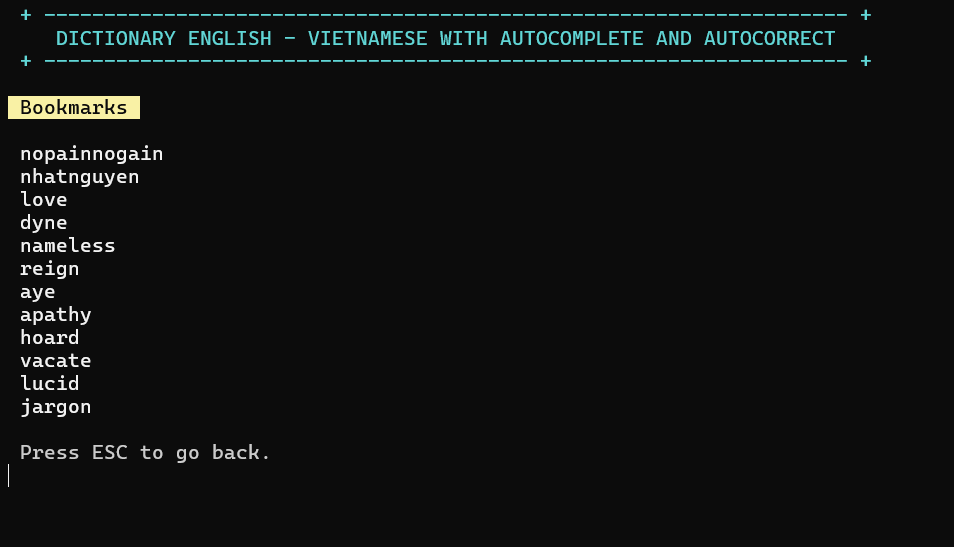 + ------------------------------------------------------------------- +
DICTIONARY ENGLISH - VIETNAMESE WITH AUTOCOMPLETE AND AUTOCORRECT
+ ------------------------------------------------------------------- +
Bookmarks
nopainnogain
nhatnguyen
love
dyne
nameless
reign
aye
apathy
hoard
vacate
lucid
jargon
Press ESC to go back.